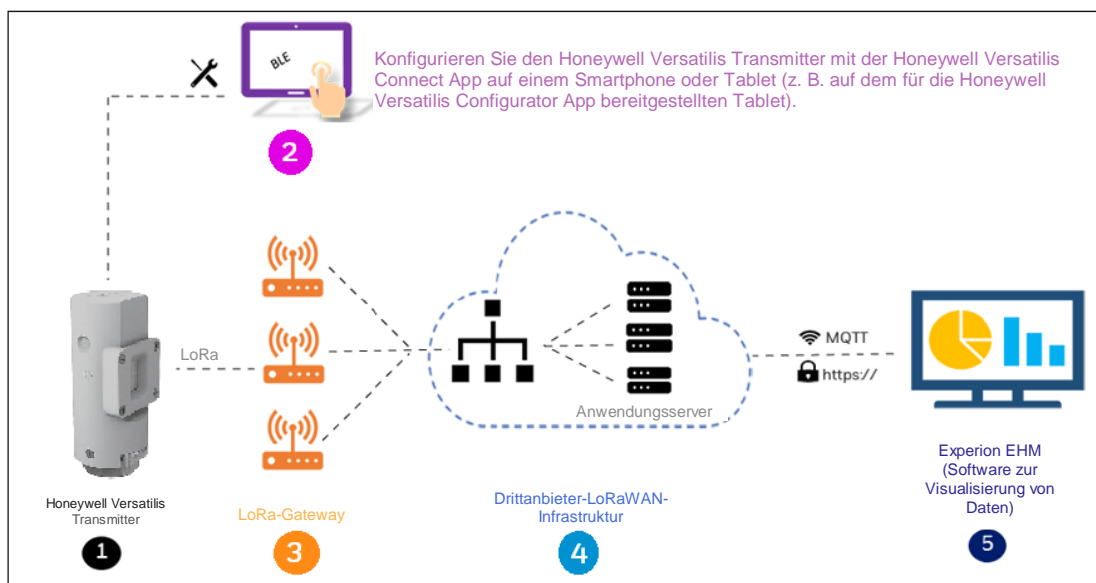 BLE
Konfigurieren Sie den Honeywell Versatilis Transmitter mit der Honeywell Versatilis
Connect App auf einem Smartphone oder Tablet (z. B. auf dem für die Honeywell
Versatilis Configurator App bereitgestellten Tablet).
2
LoRa
MQTT
https://
Anwendungsserver
Honeywell Versatilis
Transmitter
1
LoRa-Gateway
3
Drittanbieter-LoRaWAN-
Infrastruktur
4
Experion EHM
(Software zur
Visualisierung von
Daten)
5